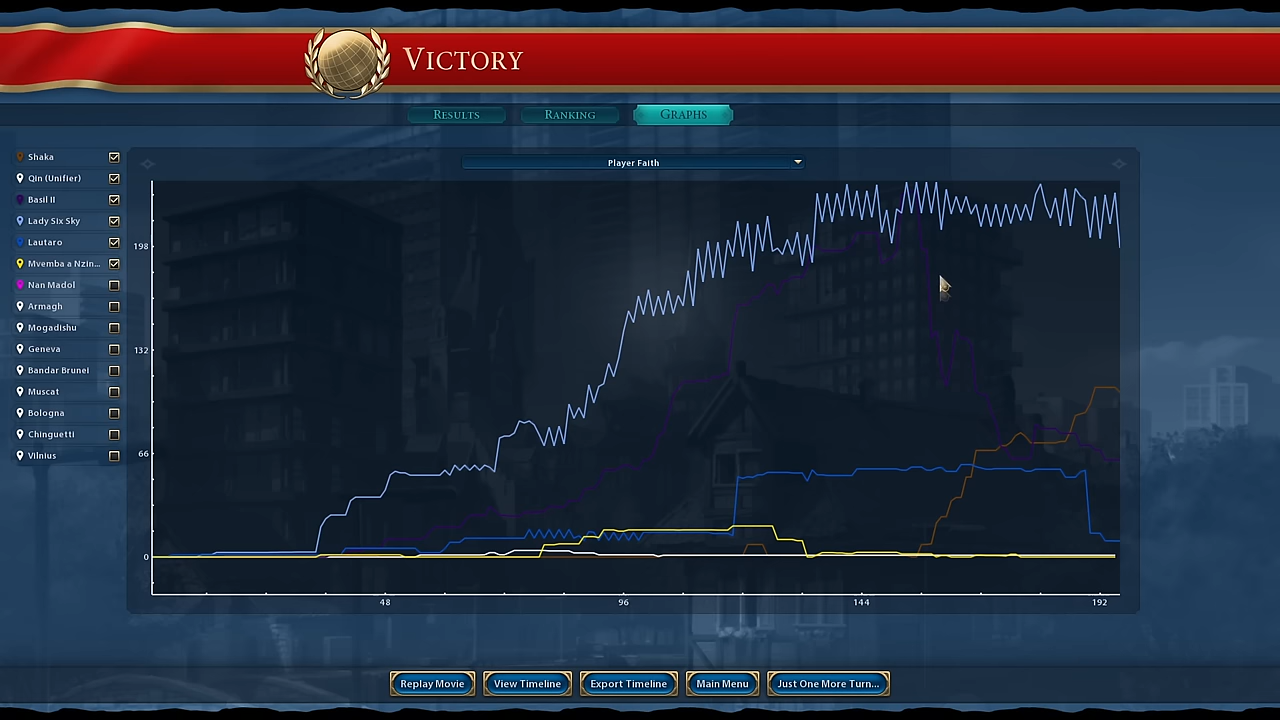 VICTORY
RESULTS
RANKING
GRAPHS
Player Faith
Shaka
Qin (Unifier)
Basil II
Lady Six Sky
Lautaro
Mvemba a Nzin...
Nan Madol
Armagh
Mogadishu
Geneva
Bandar Brunei
Muscat
Bologna
Chinguetti
Vilnius
198
132
66
0
48
96
144
192
Replay Movie
View Timeline
Export Timeline
Main Menu
Just One More Turn...